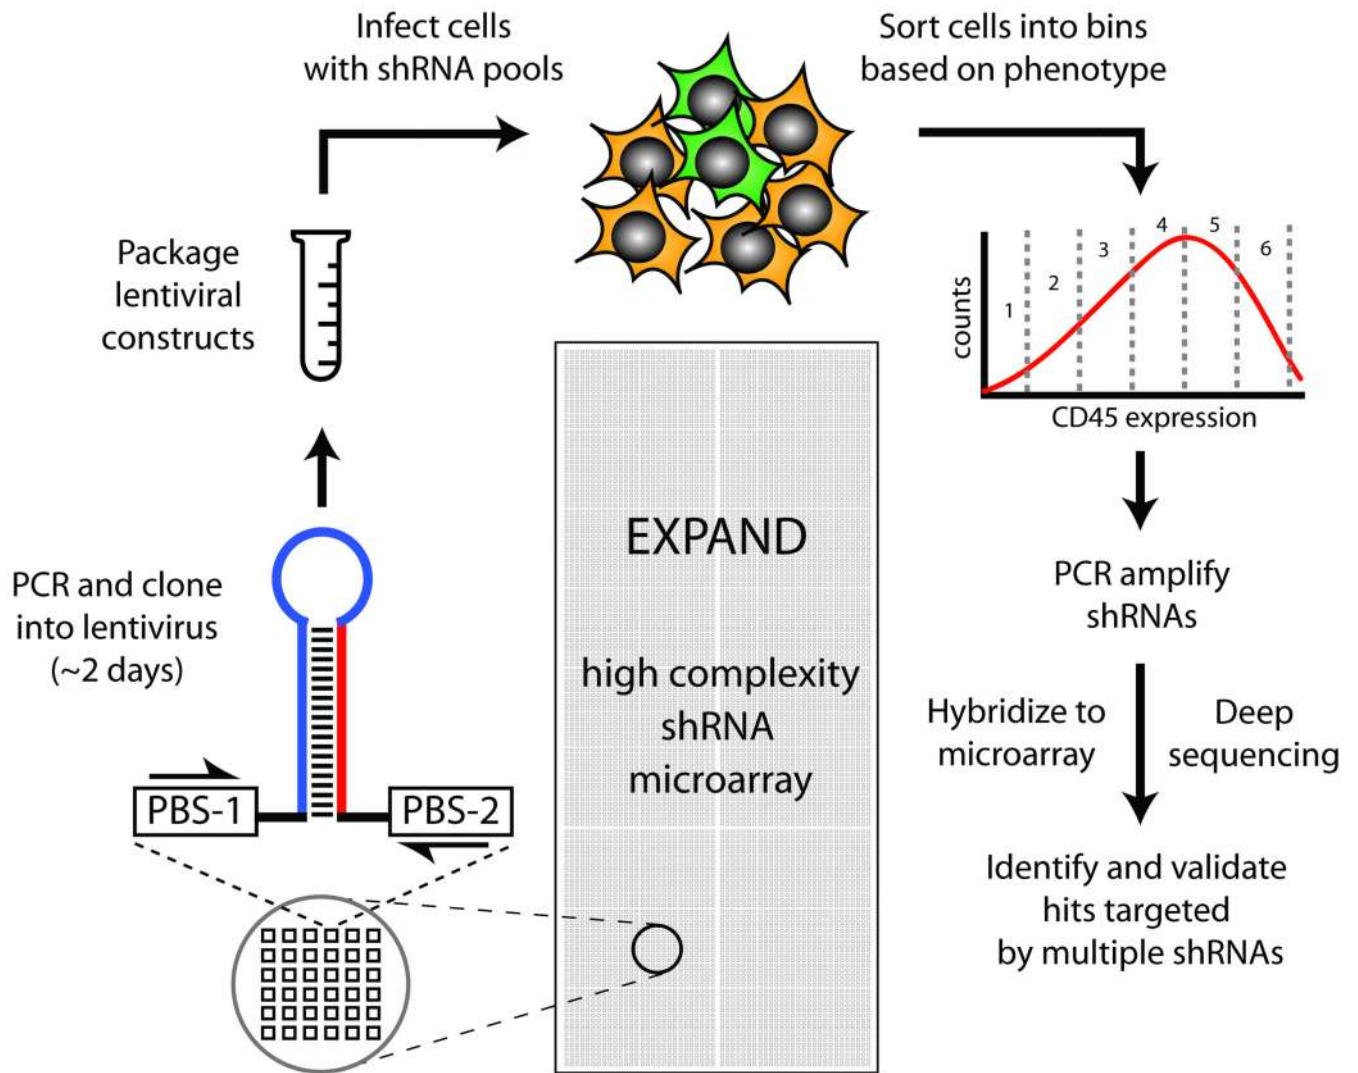 Infect cells
with shRNA pools
Sort cells into bins
based on phenotype
Package
lentiviral
constructs
counts
1
2
3
4
5
6
CD45 expression
EXPAND
high complexity
shRNA
microarray
PCR and clone
into lentivirus
(~2 days)
PBS-1
PBS-2
PCR amplify
shRNAs
Hybridize to
microarray
Deep
sequencing
Identify and validate
hits targeted
by multiple shRNAs